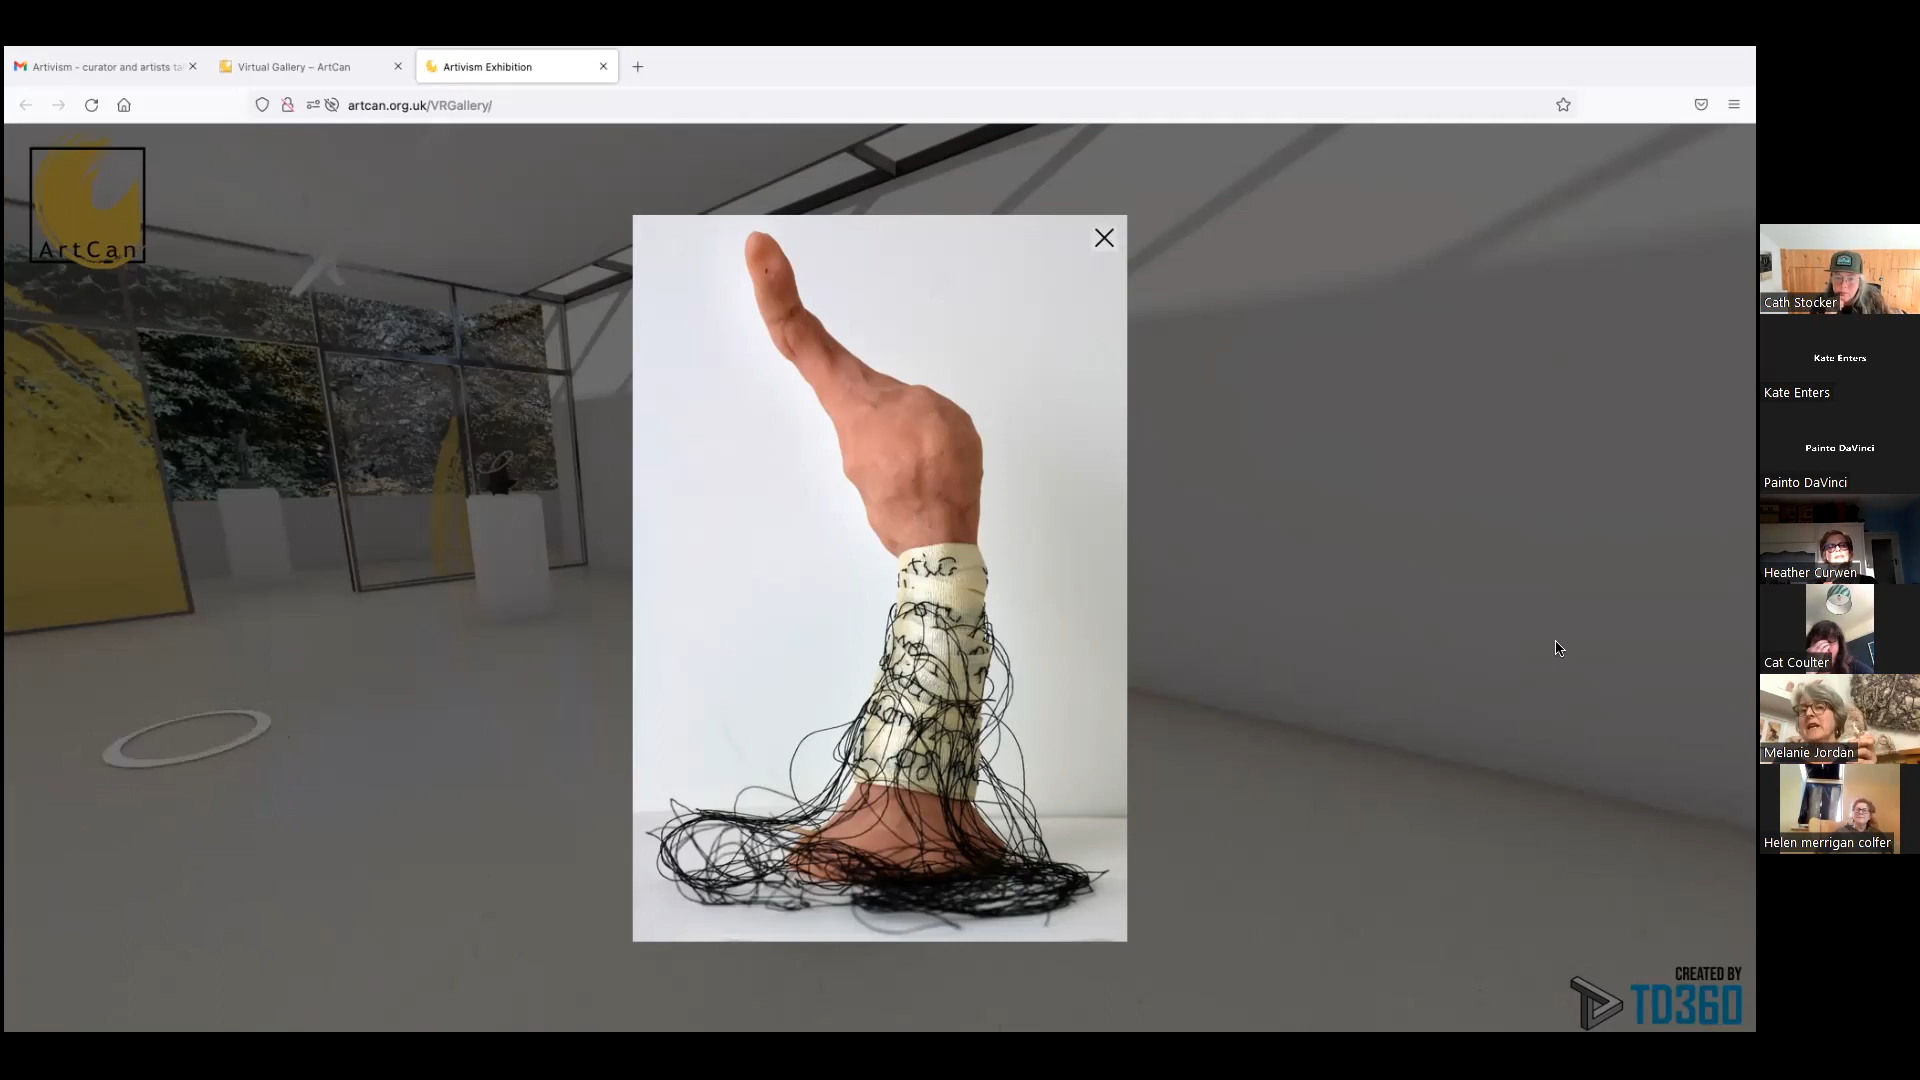 Artivism - curator and artists ta
Virtual Gallery – ArtCan
Artivism Exhibition
artcan.org.uk/VRGallery/
ArtCan
Cath Stocker
Kate Enters
Kate Enters
Painto DaVinci
Painto DaVinci
Heather Curwen
Cat Coulter
Melanie Jordan
Helen merrigan colfer
CREATED BY
TD360